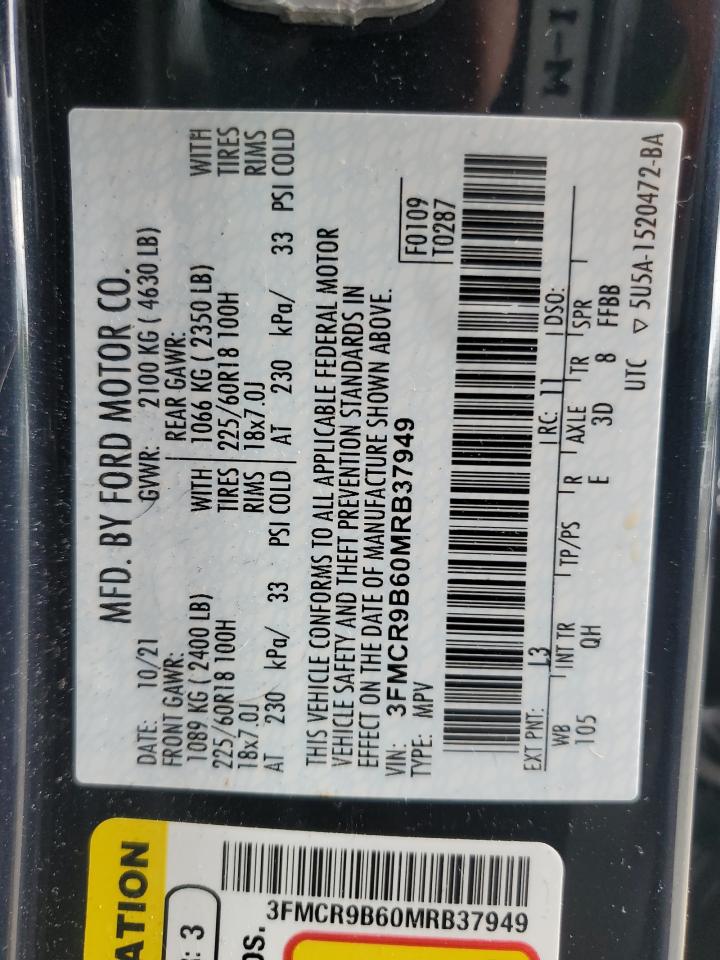 MFD. BY FORD MOTOR CO.
DATE: 10/21 GVWR: 2100 KG ( 4630 LB)
FRONT GAWR: REAR GAWR:
1089 KG ( 2400 LB) WITH 1066 KG ( 2350 LB) WITH
225/60R18 100H TIRES 225/60R18 100H TIRES
18x7.0J RIMS 18x7.0J RIMS
AT 230 kPa/ 33 PSI COLD AT 230 kPa/ 33 PSI COLD
THIS VEHICLE CONFORMS TO ALL APPLICABLE FEDERAL MOTOR
VEHICLE SAFETY AND THEFT PREVENTION STANDARDS IN
EFFECT ON THE DATE OF MANUFACTURE SHOWN ABOVE.
VIN: 3FMCR9B60MRB37949 F0109
TYPE: MPV T0287
EXT PNT: L3 RC: 11 DSO:
WB INT TR TP/PS R AXLE TR SPR
105 QH E 3D 8 FFBB
UTC ▽ 5U5A-1520472-BA
ATION
: 3
OS.
3FMCR9B60MRB37949
I-M